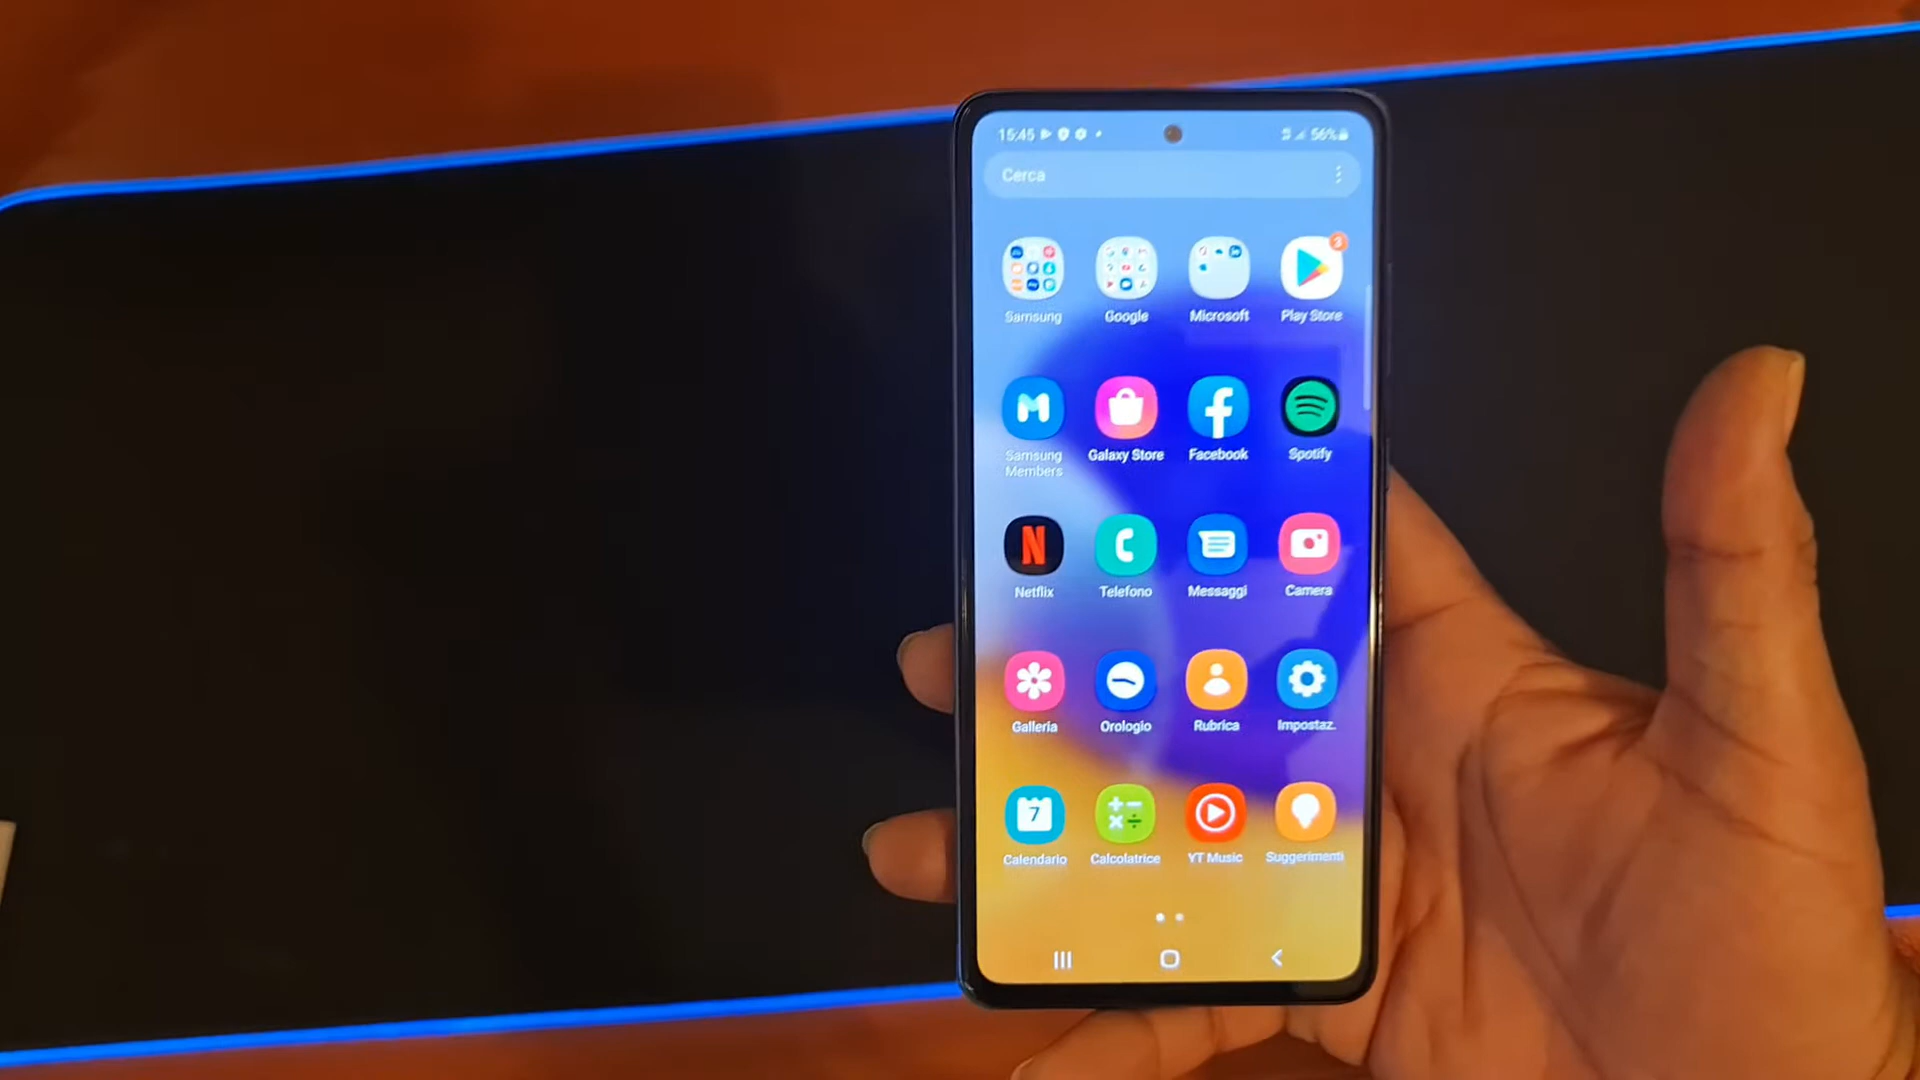 15:45
56%
Cerca
Samsung
Google
Microsoft
Play Store
3
Samsung
Members
Galaxy Store
Facebook
Spotify
Netflix
Telefono
Messaggi
Camera
Galleria
Orologio
Rubrica
Impostaz.
7
Calendario
Calcolatrice
YT Music
Suggerimenti